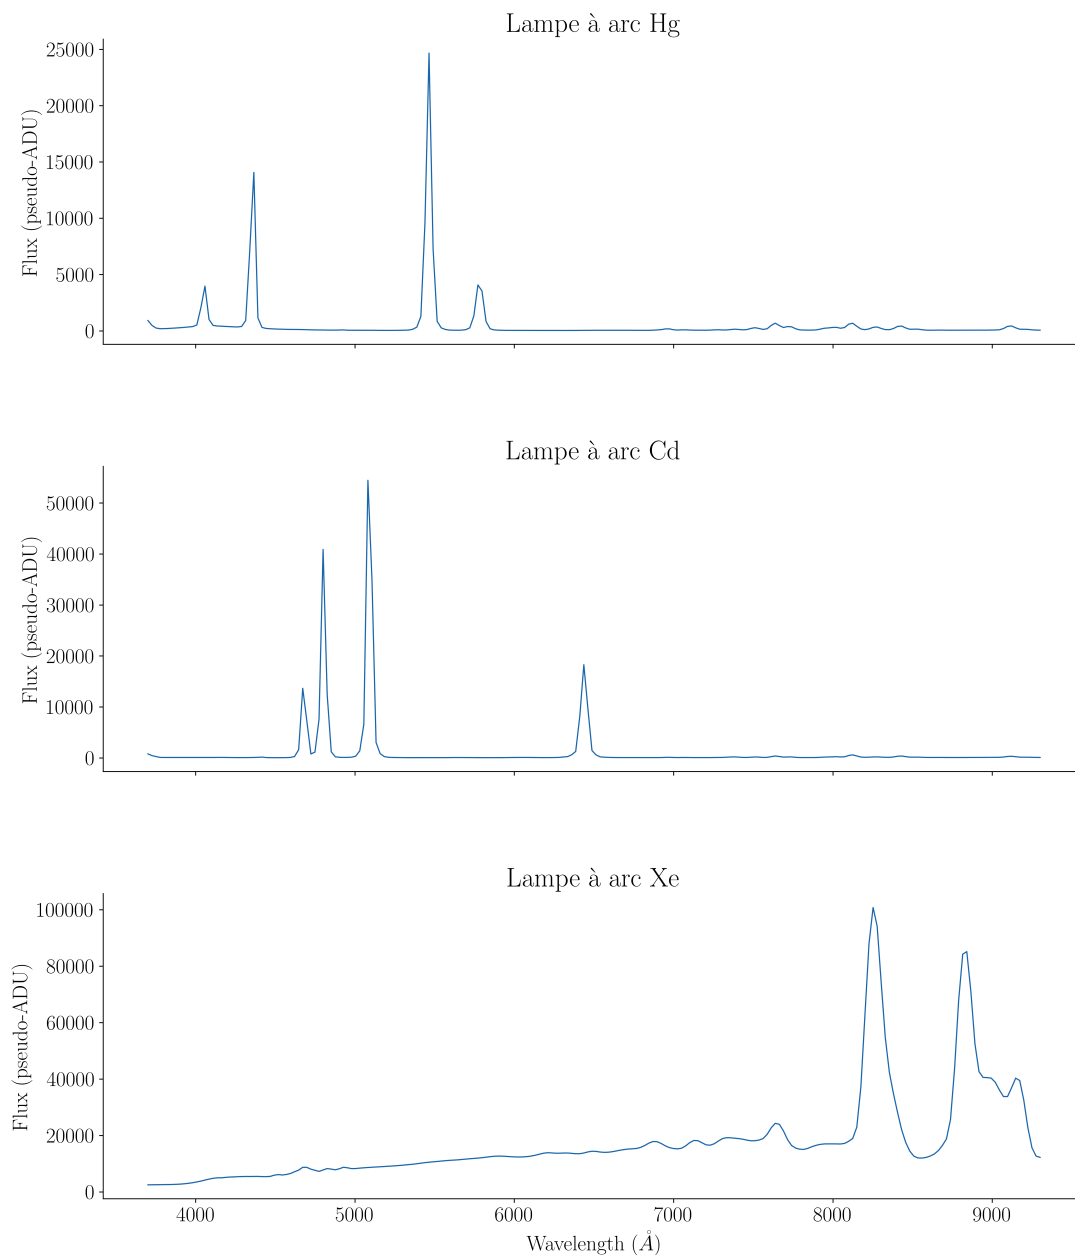 Lampe à arc Hg
25000
20000
15000
10000
5000
0
Flux (pseudo-ADU)
Lampe à arc Cd
50000
40000
30000
20000
10000
0
Flux (pseudo-ADU)
Lampe à arc Xe
100000
80000
60000
40000
20000
0
Flux (pseudo-ADU)
4000 5000 6000 7000 8000 9000
Wavelength (Å)